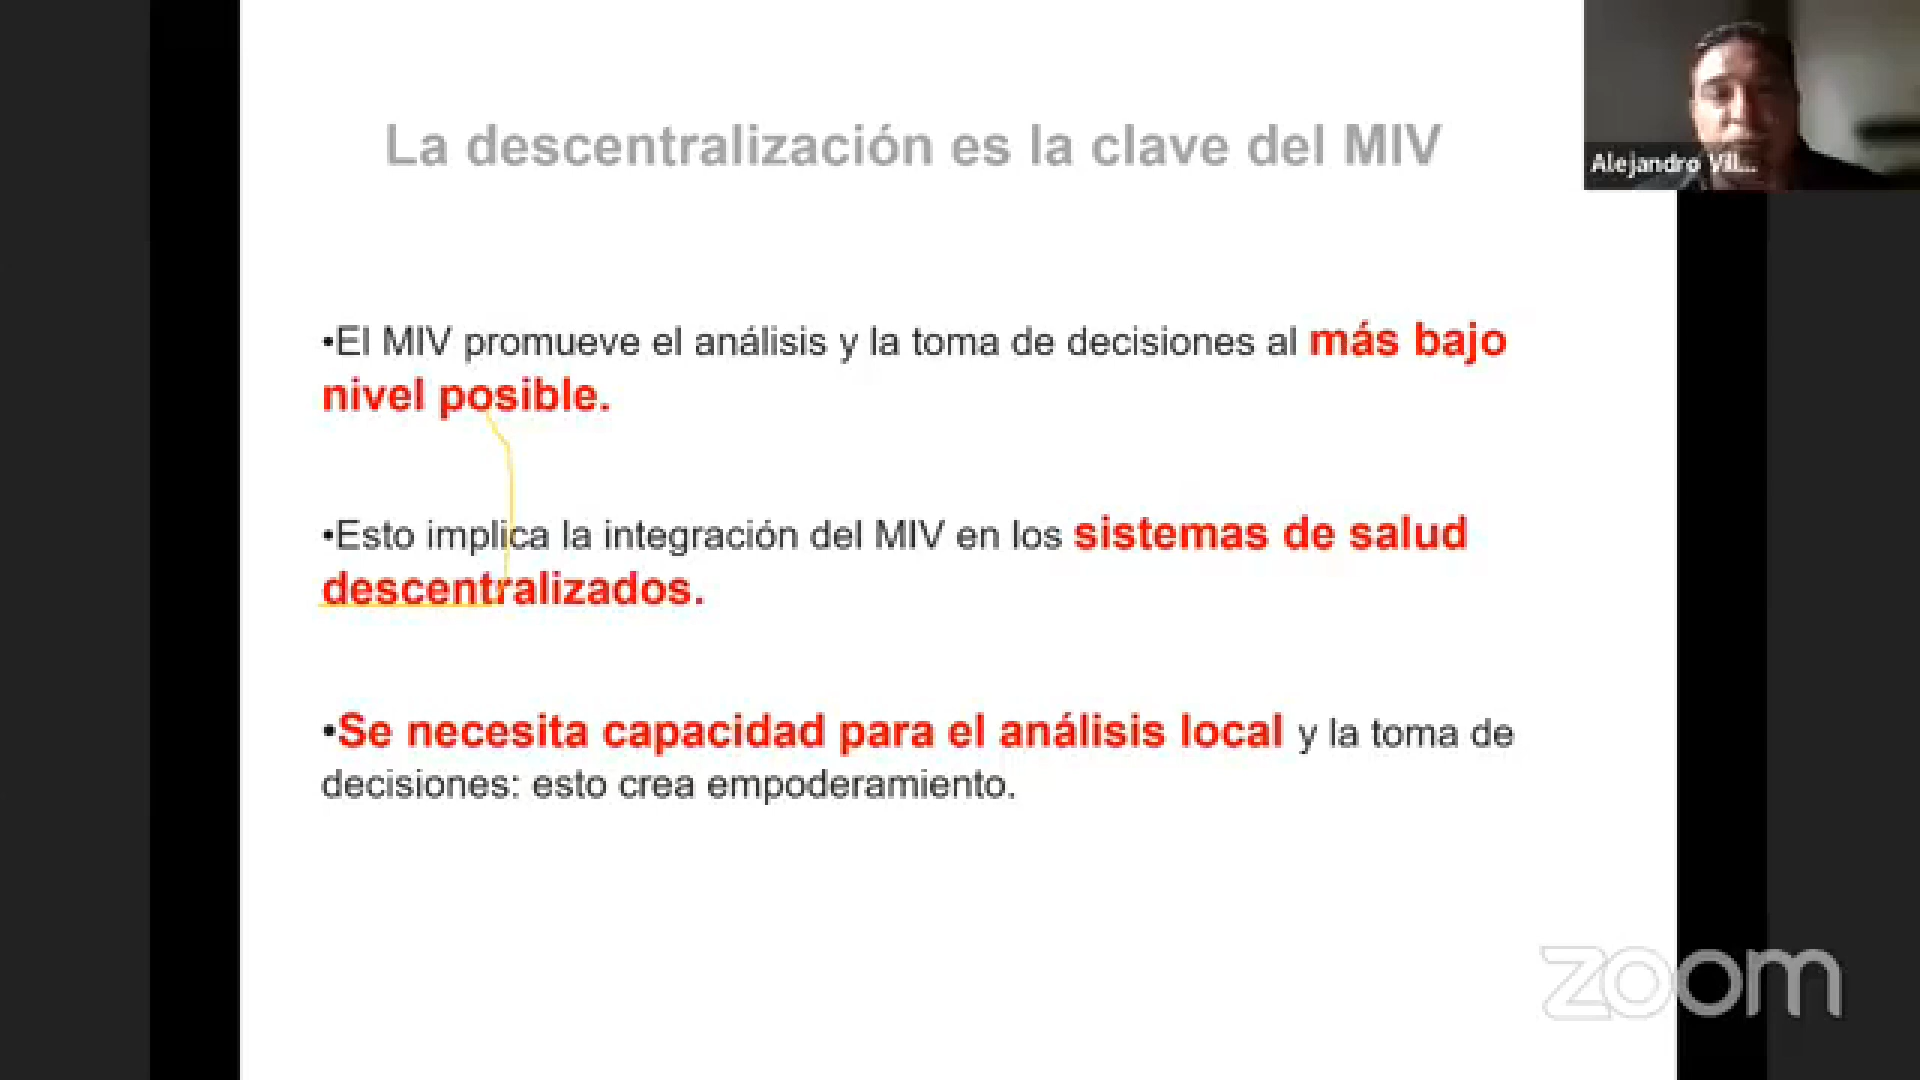 La descentralización es la clave del MIV
Alejandro Vil...
•El MIV promueve el análisis y la toma de decisiones al más bajo
nivel posible.
•Esto implica la integración del MIV en los sistemas de salud
descentralizados.
•Se necesita capacidad para el análisis local y la toma de
decisiones: esto crea empoderamiento.
zoom